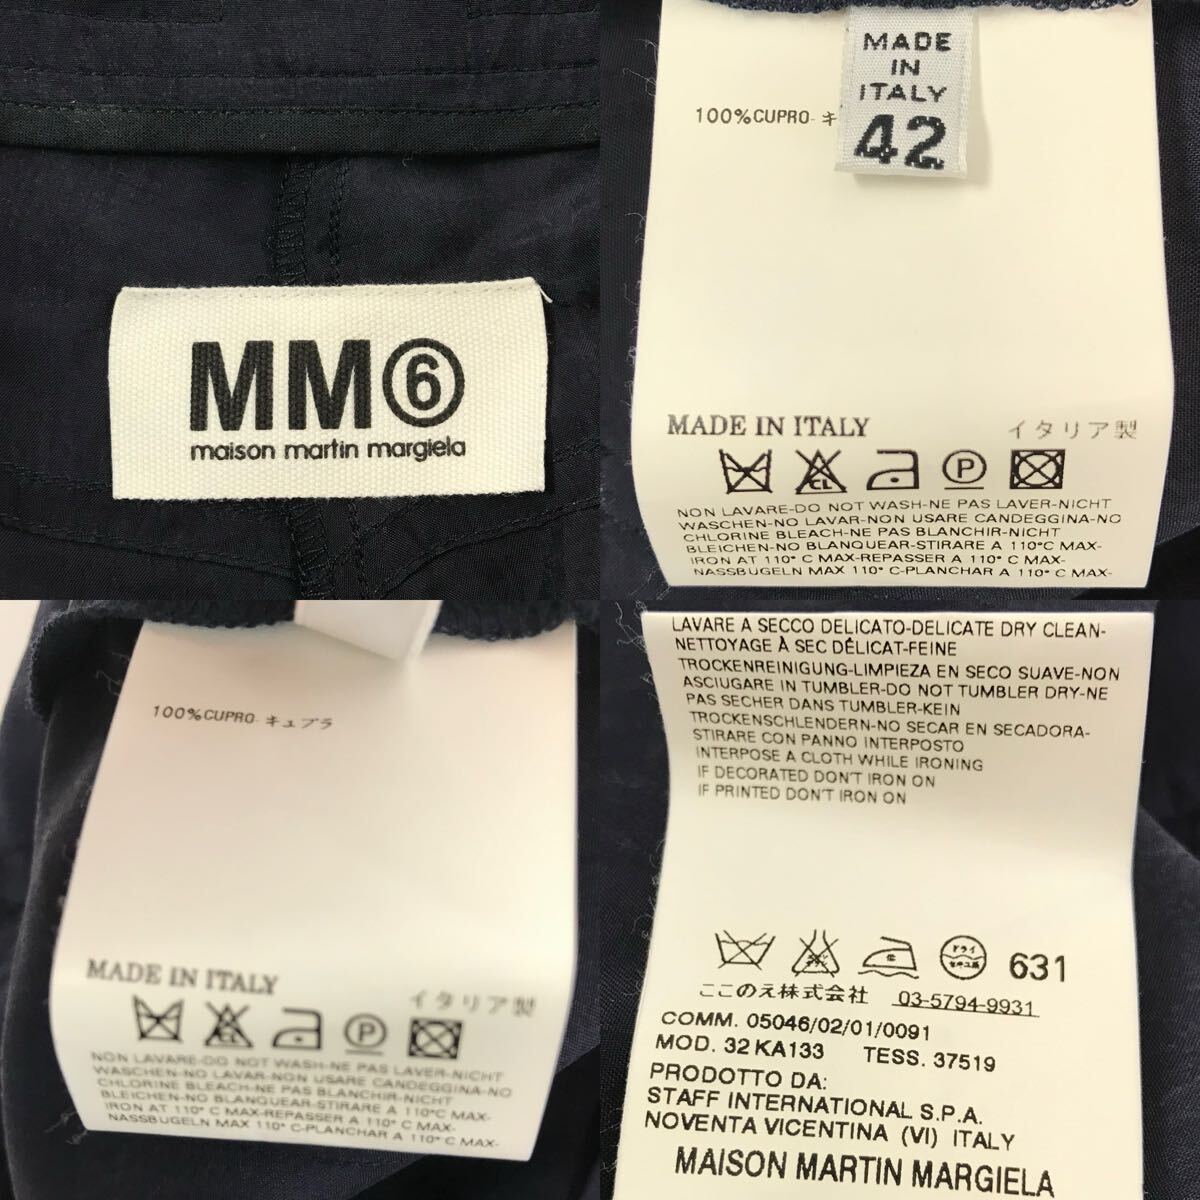 MM⑥
maison martin margiela
MADE
IN
ITALY
42
100%CUPRO-キ
MADE IN ITALY イタリア製
CL
P
NON LAVARE-DO NOT WASH-NE PAS LAVER-NICHT
WASCHEN-NO LAVAR-NON USARE CANDEGGINA-NO
CHLORINE BLEACH-NE PAS BLANCHIR-NICHT
BLEICHEN-NO BLANQUEAR-STIRARE A 110°C MAX-
IRON AT 110° C MAX-REPASSER A 110° C MAX-
NASSBUGELN MAX 110° C-PLANCHAR A 110°C MAX-
100%CUPRO-キュプラ
MADE IN ITALY イタリア製
CL
P
NON LAVARE-DO NOT WASH-NE PAS LAVER-NICHT
WASCHEN-NO LAVAR-NON USARE CANDEGGINA-NO
CHLORINE BLEACH-NE PAS BLANCHIR-NICHT
BLEICHEN-NO BLANQUEAR-STIRARE A 110°C MAX-
IRON AT 110° C MAX-REPASSER A 110° C MAX-
NASSBUGELN MAX 110° C-PLANCHAR A 110°C MAX-
LAVARE A SECCO DELICATO-DELICATE DRY CLEAN-
NETTOYAGE À SEC DÉLICAT-FEINE
TROCKENREINIGUNG-LIMPIEZA EN SECO SUAVE-NON
ASCIUGARE IN TUMBLER-DO NOT TUMBLER DRY-NE
PAS SECHER DANS TUMBLER-KEIN
TROCKENSCHLENDERN-NO SECAR EN SECADORA-
STIRARE CON PANNO INTERPOSTO
INTERPOSE A CLOTH WHILE IRONING
IF DECORATED DON'T IRON ON
IF PRINTED DON'T IRON ON
ドライ
セキユ系
631
ここのえ株式会社 03-5794-9931
COMM. 05046/02/01/0091
MOD. 32KA133 TESS. 37519
PRODOTTO DA:
STAFF INTERNATIONAL S.P.A.
NOVENTA VICENTINA (VI) ITALY
MAISON MARTIN MARGIELA